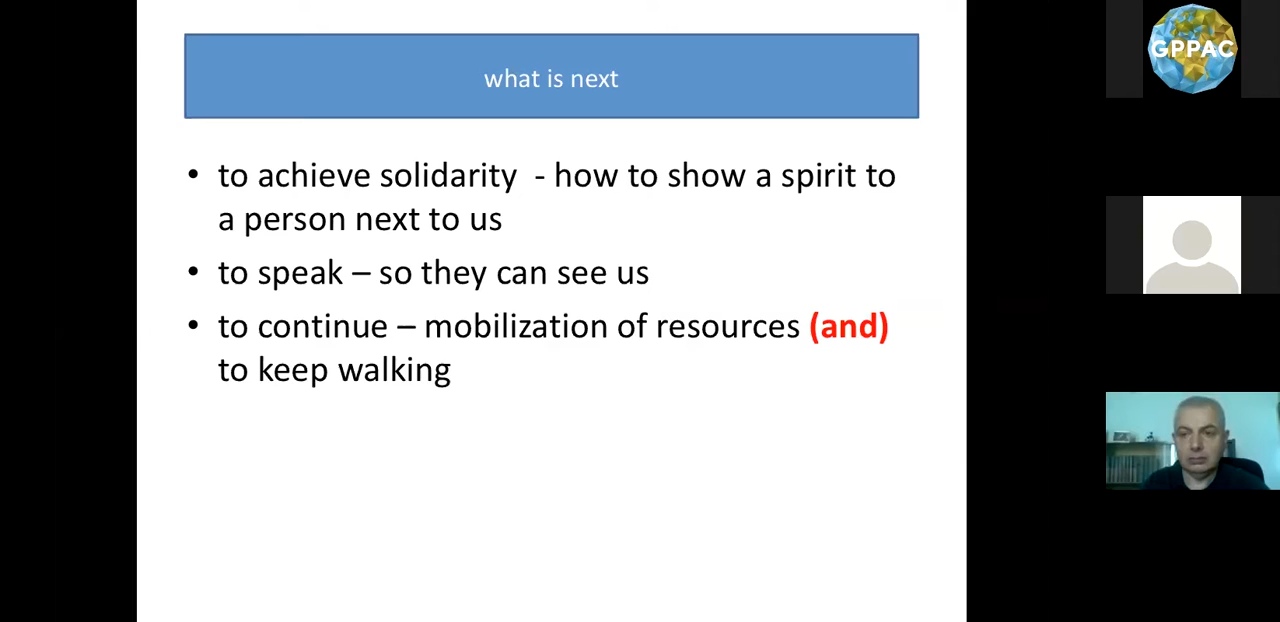 what is next
• to achieve solidarity - how to show a spirit to
a person next to us
• to speak – so they can see us
• to continue – mobilization of resources (and)
to keep walking
GPPAC